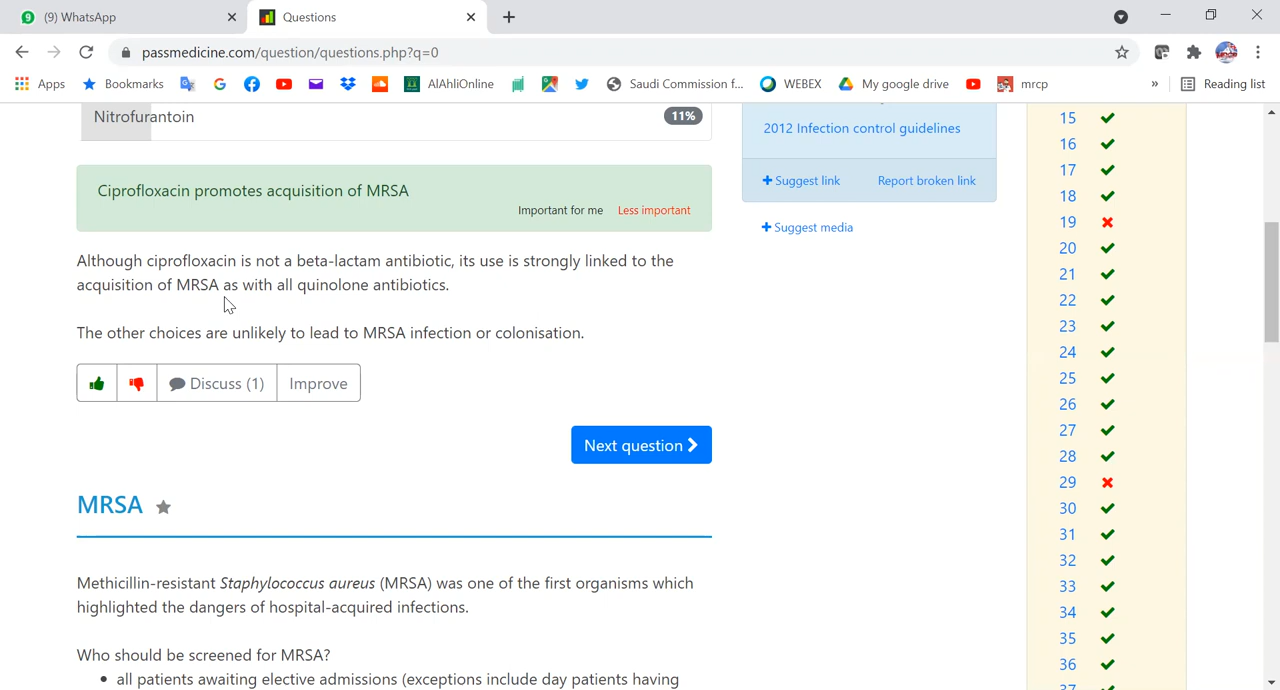 (9) WhatsApp
Questions
passmedicine.com/question/questions.php?q=0
Apps
Bookmarks
AlAhliOnline
Saudi Commission f...
WEBEX
My google drive
mrcp
»
Reading list
Nitrofurantoin
11%
Ciprofloxacin promotes acquisition of MRSA
Important for me
Less important
Although ciprofloxacin is not a beta-lactam antibiotic, its use is strongly linked to the
acquisition of MRSA as with all quinolone antibiotics.
The other choices are unlikely to lead to MRSA infection or colonisation.
Discuss (1)
Improve
Next question
MRSA
Methicillin-resistant Staphylococcus aureus (MRSA) was one of the first organisms which
highlighted the dangers of hospital-acquired infections.
Who should be screened for MRSA?
• all patients awaiting elective admissions (exceptions include day patients having
2012 Infection control guidelines
+ Suggest link
Report broken link
+ Suggest media
15
16
17
18
19
20
21
22
23
24
25
26
27
28
29
30
31
32
33
34
35
36